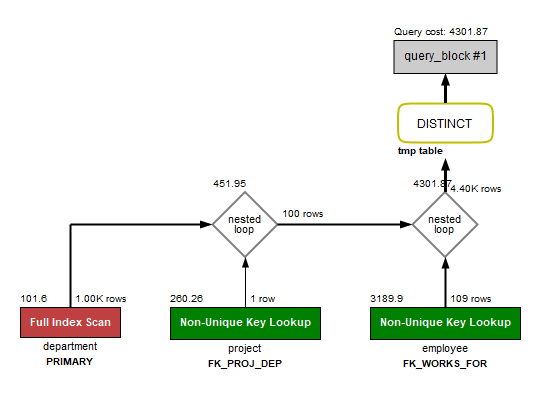 Query cost: 4301.87
query_block #1
DISTINCT
tmp table
451.95
4301.87
4.40K rows
nested
loop
100 rows
nested
loop
101.6
1.00K rows
260.26
1 row
3189.9
109 rows
Full Index Scan
Non-Unique Key Lookup
Non-Unique Key Lookup
department
project
employee
PRIMARY
FK_PROJ_DEP
FK_WORKS_FOR